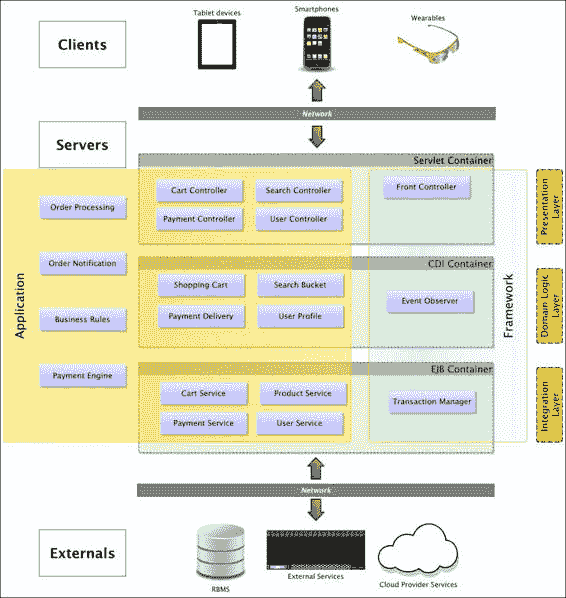 Clients
Tablet devices
Smartphones
Wearables
Network
Servers
Servlet Container
Application
Order Processing
Order Notification
Business Rules
Payment Engine
Cart Controller
Search Controller
Payment Controller
User Controller
Front Controller
CDI Container
Shopping Cart
Search Bucket
Payment Delivery
User Profile
Event Observer
EJB Container
Cart Service
Product Service
Payment Service
User Service
Transaction Manager
Framework
Presentation
Layer
Domain Logic
Layer
Integration
Layer
Network
Externals
RBMS
External Services
Cloud Provider Services